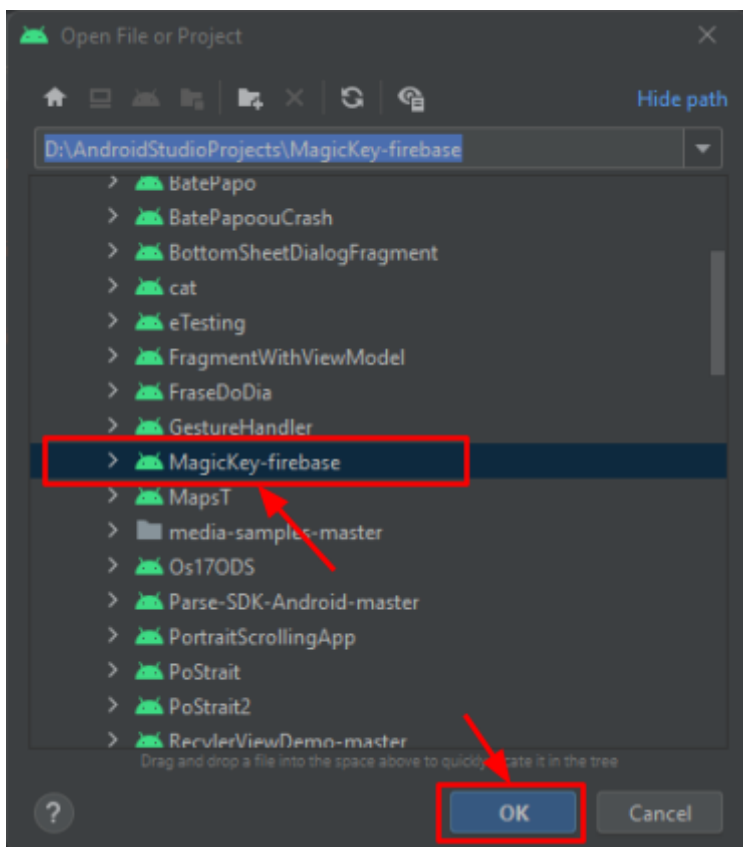 Open File or Project
Hide path
D:\AndroidStudioProjects\MagicKey-firebase
BatePapo
BatePapoouCrash
BottomSheetDialogFragment
cat
eTesting
FragmentWithViewModel
FraseDoDia
GestureHandler
MagicKey-firebase
MapsT
media-samples-master
Os17ODS
Parse-SDK-Android-master
PortraitScrollingApp
PoStrait
PoStrait2
RecylerViewDemo-master
Drag and drop a file into the space above to quickly locate it in the tree
?
OK
Cancel